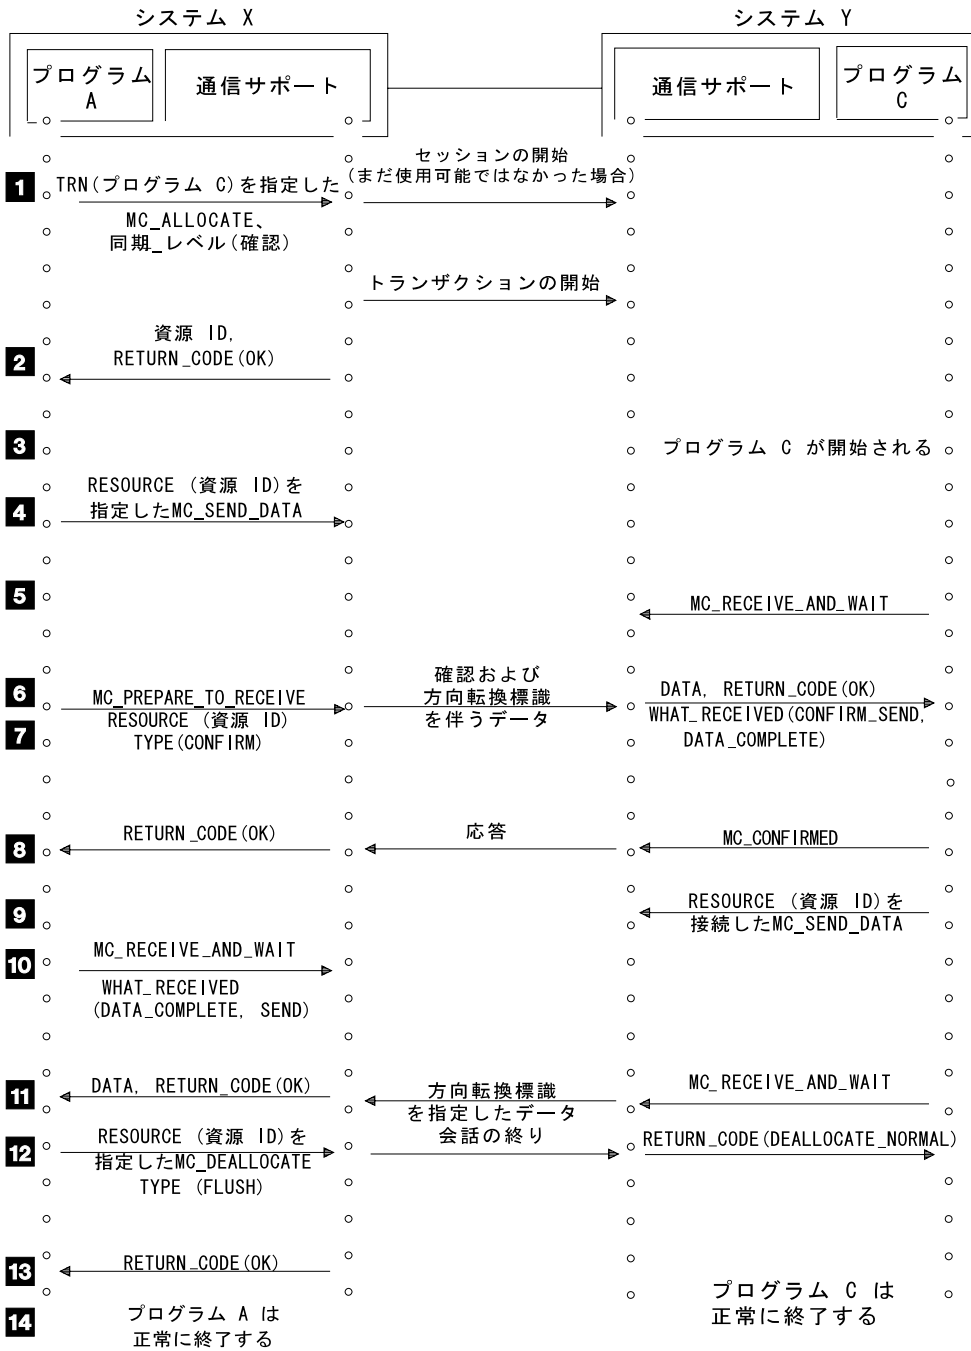 システム X
システム Y
プログラム
A
通信サポート
通信サポート
プログラム
C
1
TRN(プログラム C)を指定した
MC_ALLOCATE、
同期_レベル(確認)
セッションの開始
(まだ使用可能ではなかった場合)
トランザクションの開始
2
資源 ID,
RETURN_CODE(OK)
3
プログラム C が開始される
4
RESOURCE (資源 ID)を
指定したMC_SEND_DATA
5
MC_RECEIVE_AND_WAIT
6
MC_PREPARE_TO_RECEIVE
7
RESOURCE (資源 ID)
TYPE(CONFIRM)
確認および
方向転換標識
を伴うデータ
DATA, RETURN_CODE(OK)
WHAT_RECEIVED(CONFIRM_SEND,
DATA_COMPLETE)
8
RETURN_CODE(OK)
応答
MC_CONFIRMED
9
RESOURCE (資源 ID)を
接続したMC_SEND_DATA
10
MC_RECEIVE_AND_WAIT
WHAT_RECEIVED
(DATA_COMPLETE, SEND)
11
DATA, RETURN_CODE(OK)
方向転換標識
を指定したデータ
MC_RECEIVE_AND_WAIT
12
RESOURCE (資源 ID)を
指定したMC_DEALLOCATE
TYPE (FLUSH)
会話の終り
RETURN_CODE(DEALLOCATE_NORMAL)
13
RETURN_CODE(OK)
14
プログラム A は
正常に終了する
プログラム C は
正常に終了する